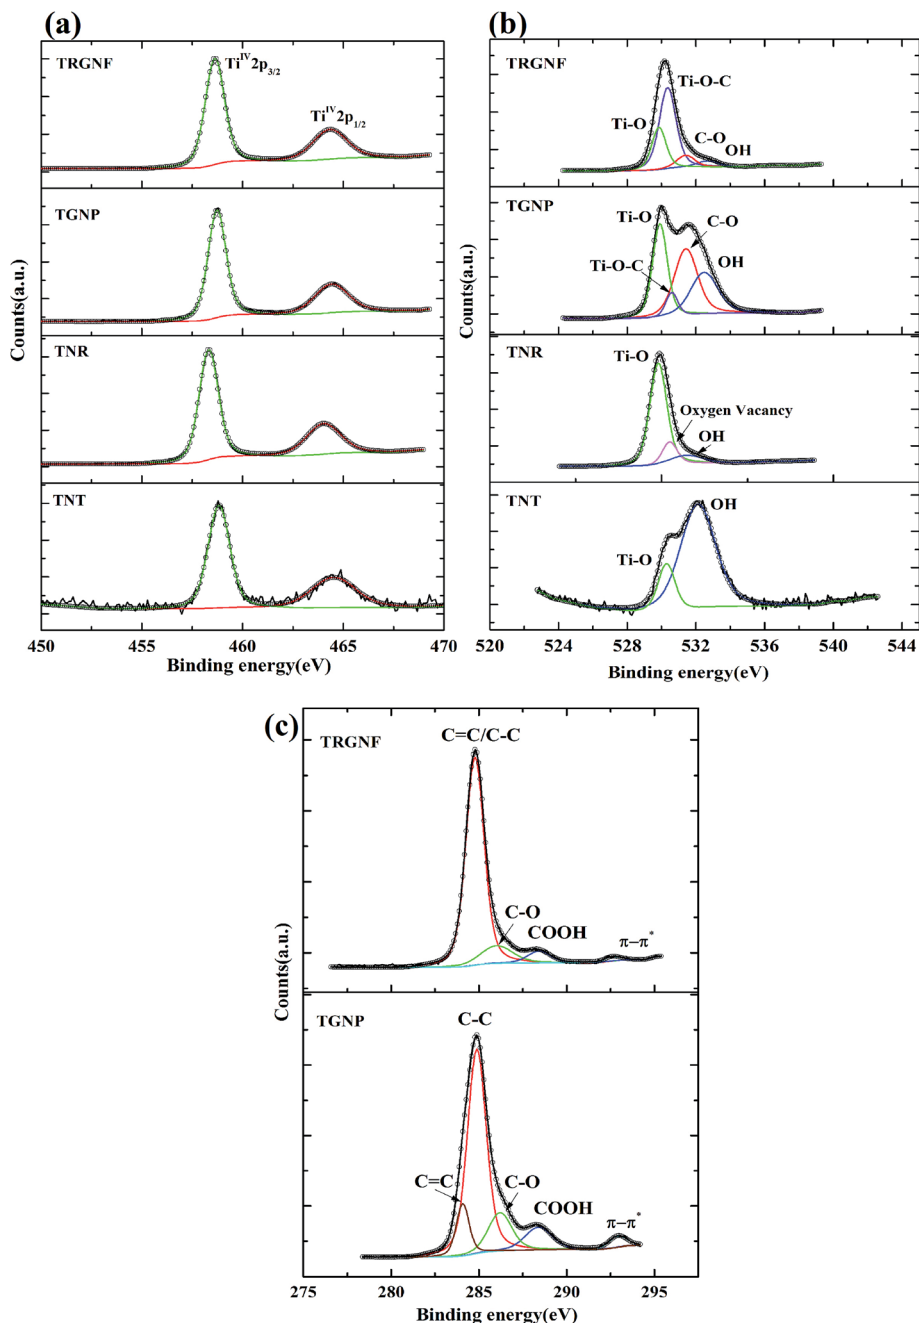 (a)
TRGNF
Ti^IV 2p_3/2
Ti^IV 2p_1/2
TGNP
TNR
TNT
Counts(a.u.)
450 455 460 465 470
Binding energy(eV)
(b)
TRGNF
Ti-O-C
Ti-O
C-O
OH
TGNP
Ti-O
C-O
Ti-O-C
OH
TNR
Ti-O
Oxygen Vacancy
OH
TNT
OH
Ti-O
Counts(a.u.)
520 524 528 532 536 540 544
Binding energy(eV)
(c)
TRGNF
C=C/C-C
C-O
COOH
π−π*
TGNP
C-C
C=C
C-O
COOH
π−π*
Counts(a.u.)
275 280 285 290 295
Binding energy(eV)